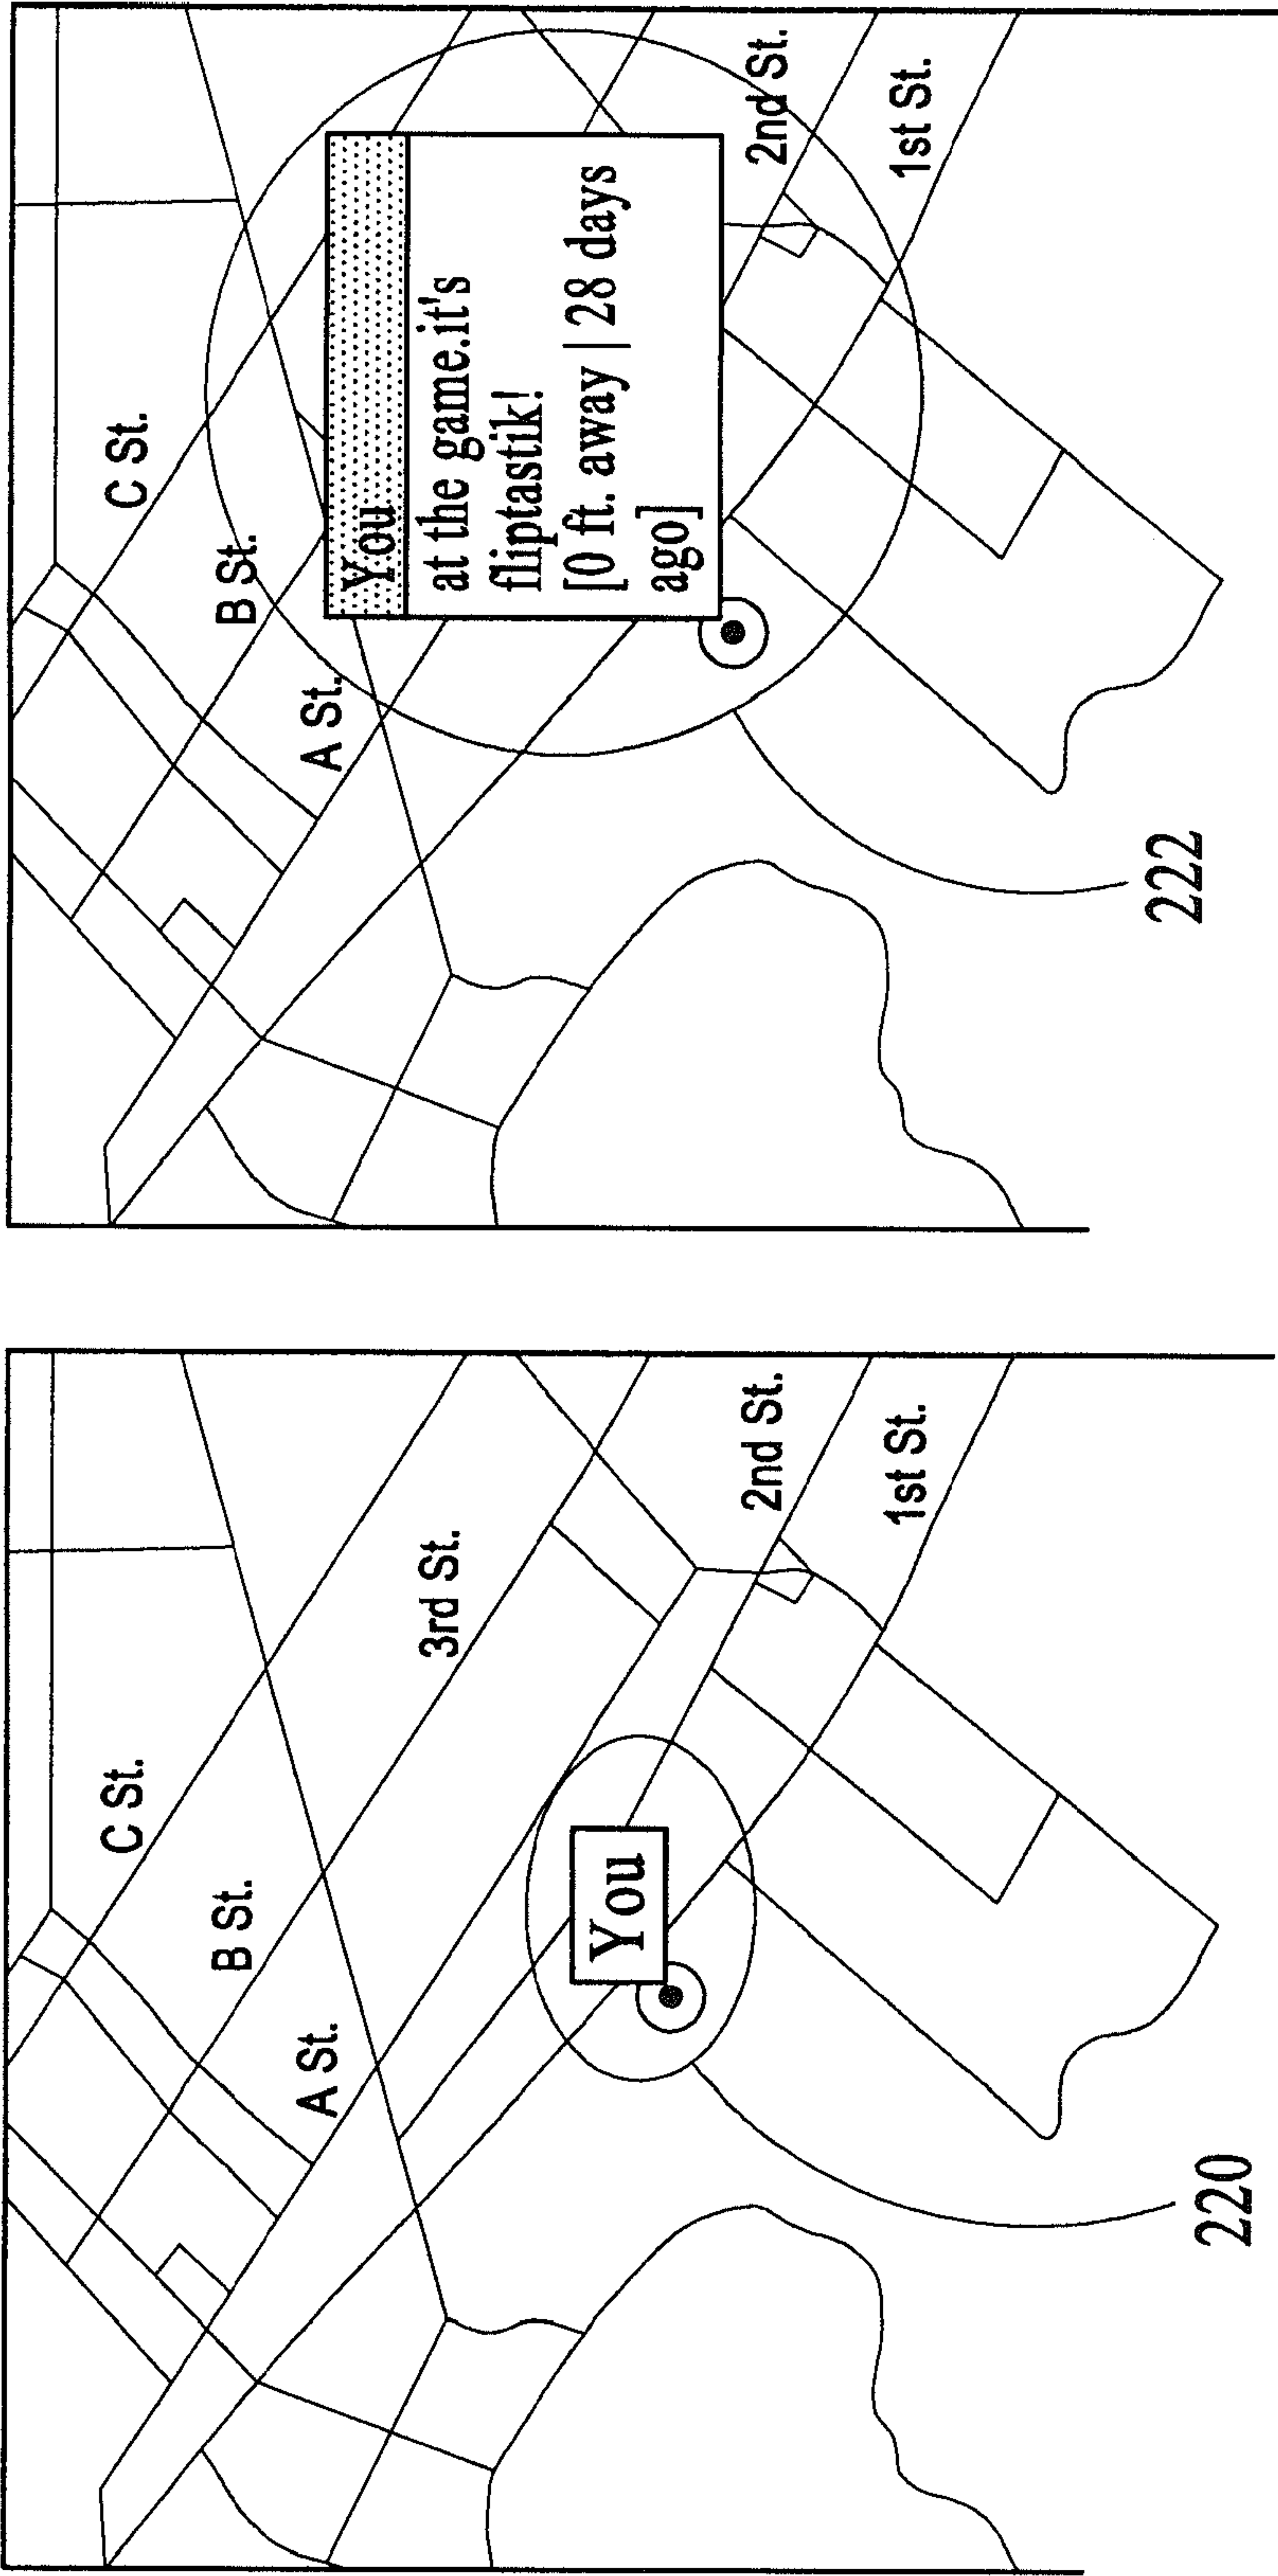 C St.
B St.
A St.
3rd St.
2nd St.
1st St.
You
220
C St.
B St.
A St.
2nd St.
1st St.
You
at the game.it's
fliptastik!
[0 ft. away | 28 days
ago]
222